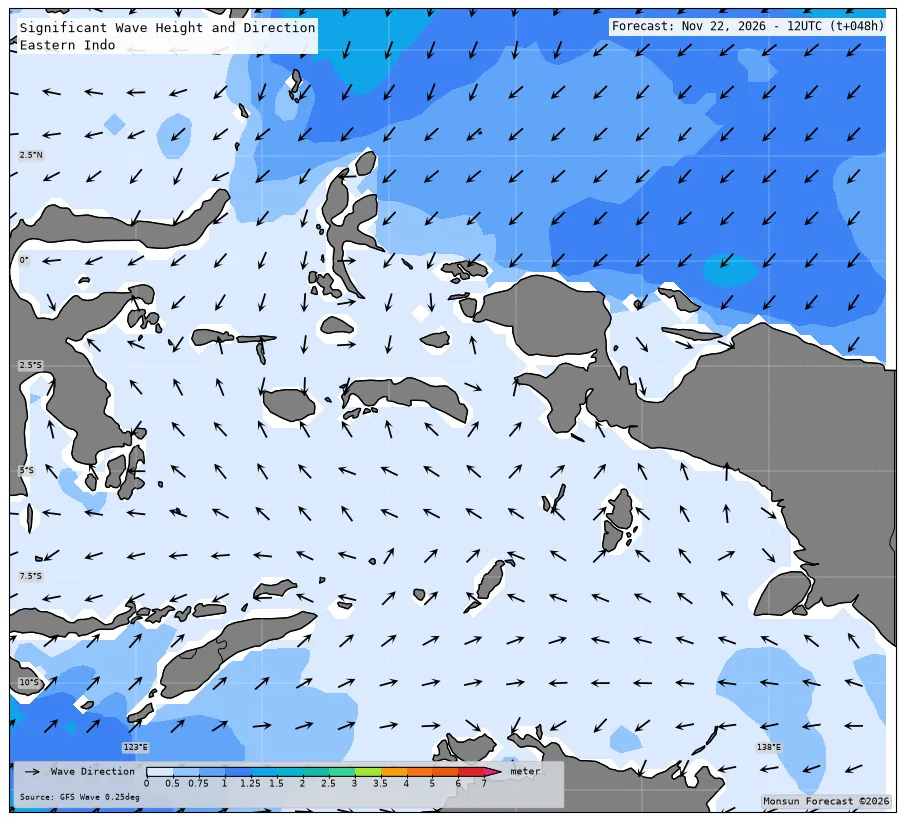 Significant Wave Height and Direction
Eastern Indo
Forecast: Nov 22, 2026 - 12UTC (t+048h)
2.5°N
0°
2.5°S
5°S
7.5°S
10°S
123°E
138°E
Wave Direction
meter
0 0.5 0.75 1 1.25 1.5 2 2.5 3 3.5 4 5 6 7
Source: GFS Wave 0.25deg
Monsun Forecast ©2026